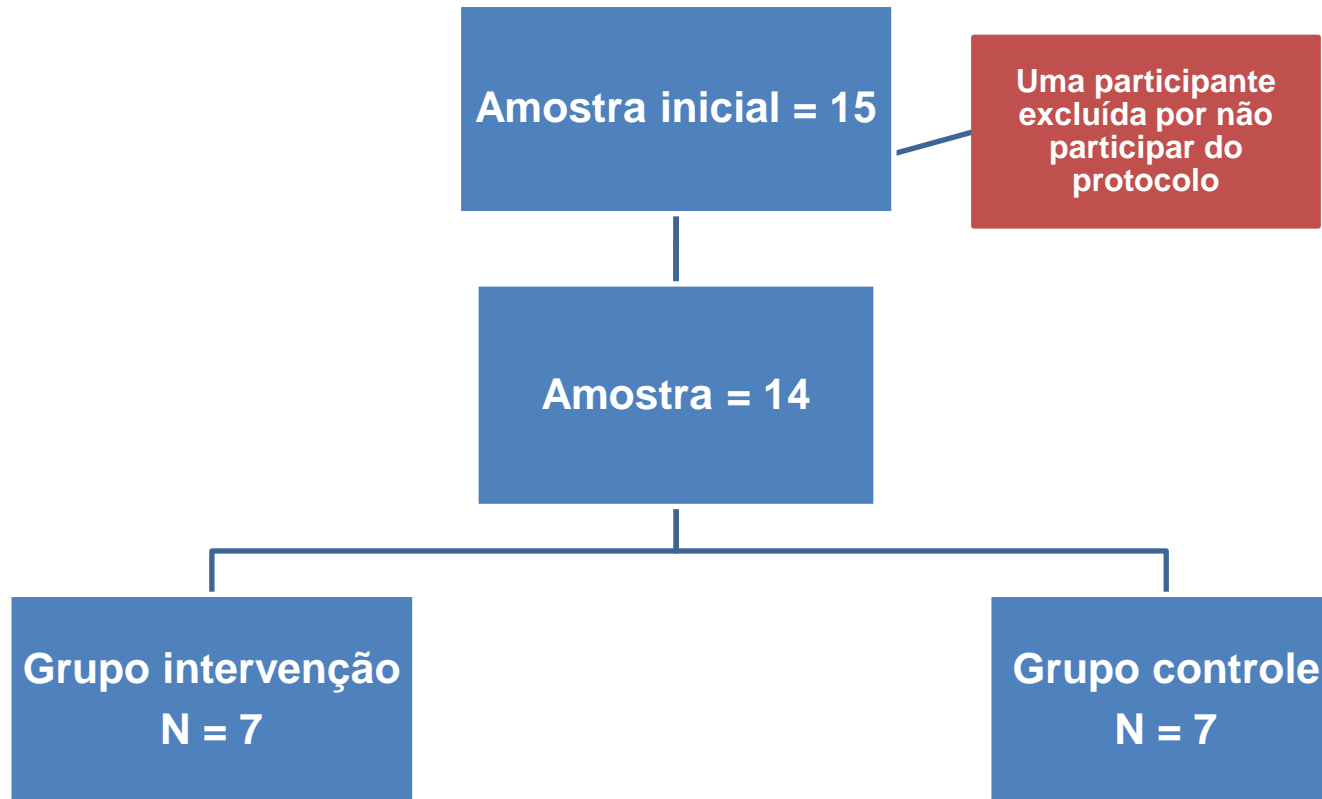 Amostra inicial = 15
Uma participante
excluída por não
participar do
protocolo
Amostra = 14
Grupo intervenção
N = 7
Grupo controle
N = 7